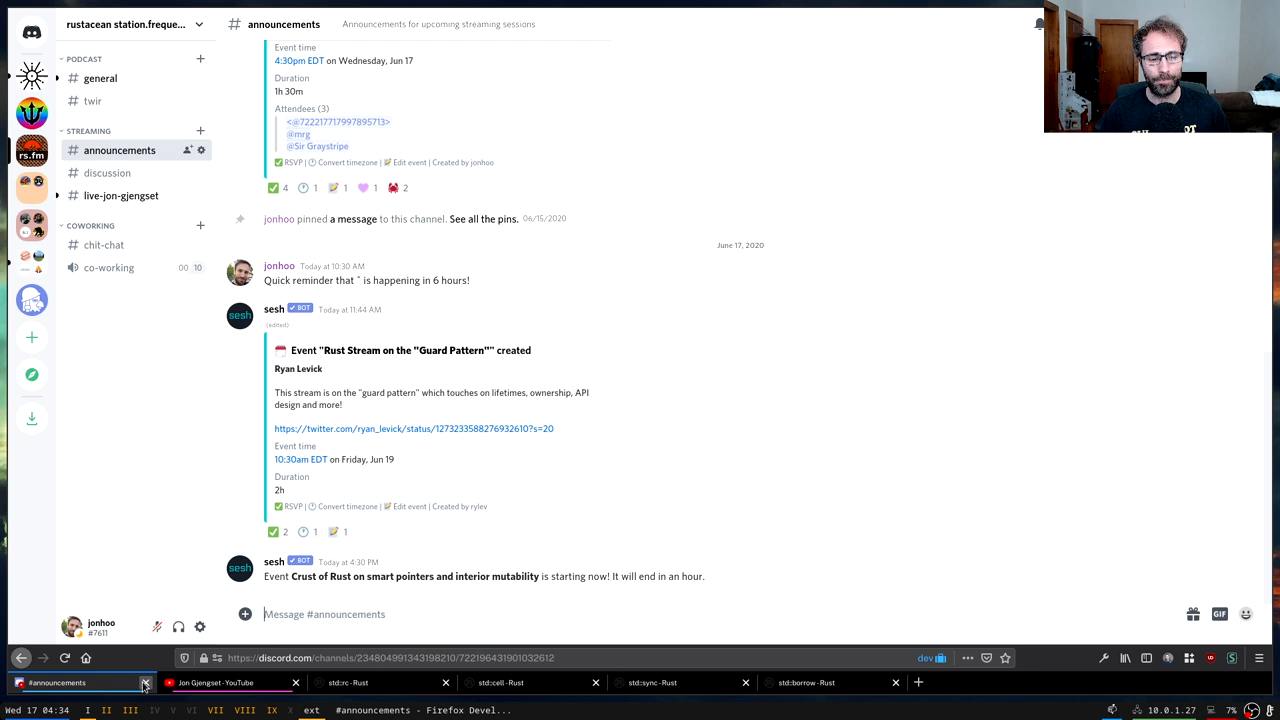 rustacean station.freque...
# announcements
Announcements for upcoming streaming sessions
PODCAST
# general
# twir
STREAMING
# announcements
# discussion
# live-jon-gjengset
COWORKING
# chit-chat
co-working
00 10
rs.fm
Event time
4:30pm EDT on Wednesday, Jun 17
Duration
1h 30m
Attendees (3)
<@722217717997895713>
@mrg
@Sir Graystripe
✅ RSVP | 🕐 Convert timezone | 📝 Edit event | Created by jonhoo
4 1 1 1 2
jonhoo pinned a message to this channel. See all the pins. 06/15/2020
June 17, 2020
jonhoo Today at 10:30 AM
Quick reminder that ^ is happening in 6 hours!
sesh
sesh ✔ BOT Today at 11:44 AM
(edited)
Event "Rust Stream on the "Guard Pattern"" created
Ryan Levick
This stream is on the "guard pattern" which touches on lifetimes, ownership, API
design and more!
https://twitter.com/ryan_levick/status/1273233588276932610?s=20
Event time
10:30am EDT on Friday, Jun 19
Duration
2h
✅ RSVP | 🕐 Convert timezone | 📝 Edit event | Created by rylev
2 1 1
sesh
sesh ✔ BOT Today at 4:30 PM
Event Crust of Rust on smart pointers and interior mutability is starting now! It will end in an hour.
Message #announcements
GIF
jonhoo
#7611
https://discord.com/channels/234804991343198210/722196431901032612
dev
#announcements
Jon Gjengset - YouTube
std::rc - Rust
std::cell - Rust
std::sync - Rust
std::borrow - Rust
Wed 17 04:34 I II III IV V VI VII VIII IX X ext #announcements - Firefox Devel...
10.0.1.27 7%